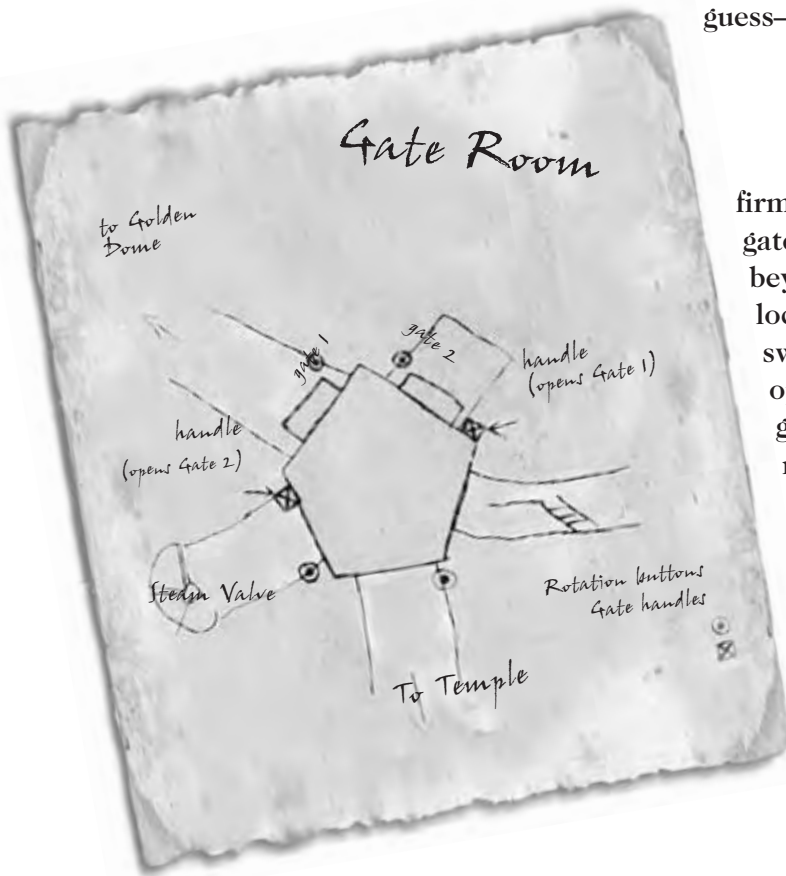 guess—
Gate Room
to Golden
Dome
firm
gate
bey
loc
sw
o
g
gate 1
gate 2
handle
(opens Gate 1)
handle
(opens Gate 2)
Steam Valve
Rotation buttons
Gate handles
To Temple